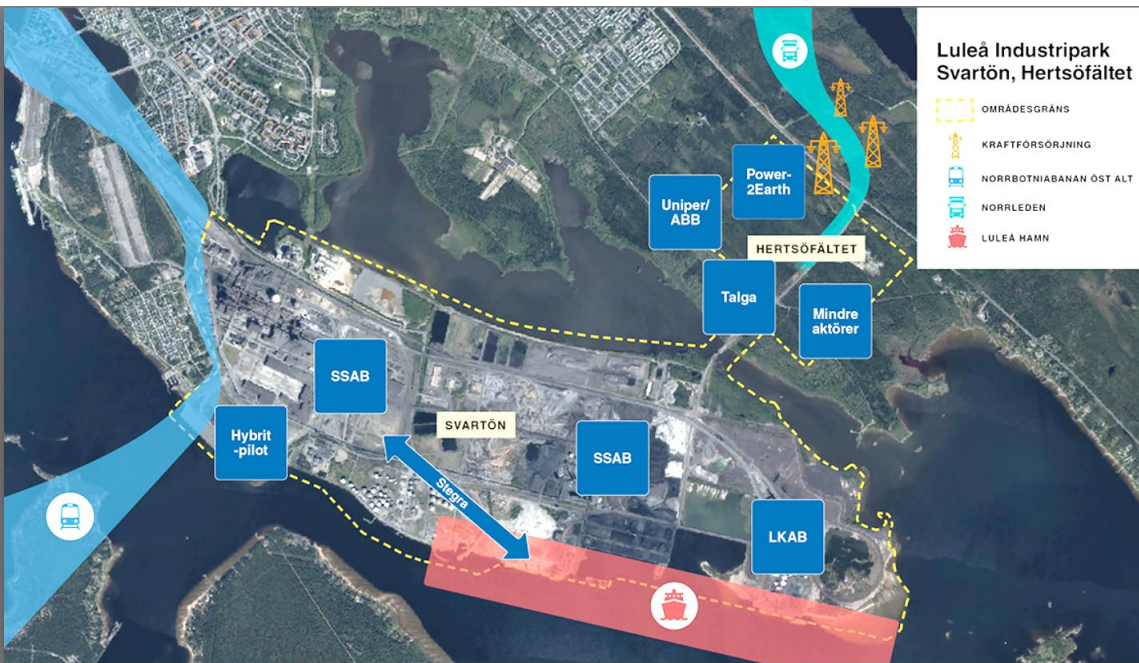 Luleå Industripark
Svartön, Hertsöfältet
OMRÅDESGRÄNS
KRAFTFÖRSÖRJNING
NORRBOTNIABANAN ÖST ALT
NORRLEDEN
LULEÅ HAMN
Power-
2Earth
Uniper/
ABB
HERTSÖFÄLTET
Talga
Mindre
aktörer
SSAB
Hybrit
-pilot
SVARTÖN
SSAB
Stegra
LKAB